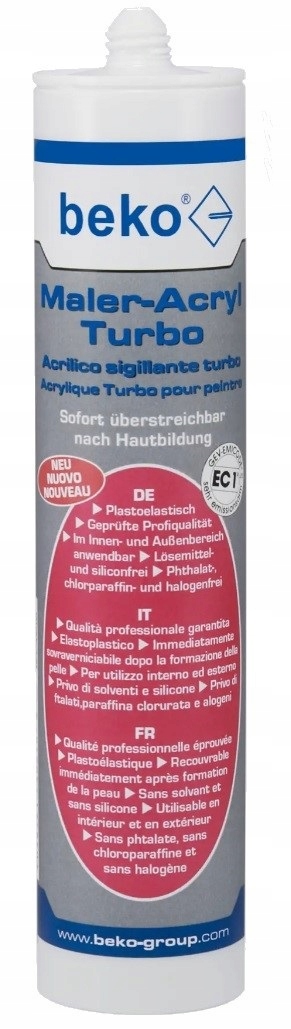 beko®
Maler-Acryl
Turbo
Acrilico sigillante turbo
Acrylique Turbo pour peintre
Sofort überstreichbar
nach Hautbildung
NEU
NUOVO
NOUVEAU
GEV-EMICODE
EC1
sehr emissionsarm
DE
▶ Plastoelastisch
▶ Geprüfte Profiqualität
▶ Im Innen- und Außenbereich
anwendbar ▶ Lösemittel-
und siliconfrei ▶ Phthalat-,
chlorparaffin- und halogenfrei
IT
▶ Qualità professionale garantita
▶ Elastoplastico ▶ Immediatamente
sovraverniciabile dopo la formazione della
pelle ▶ Per utilizzo interno ed esterno
▶ Privo di solventi e silicone ▶ Privo di
ftalati,paraffina clorurata e alogeni
FR
▶ Qualité professionnelle éprouvée
▶ Plastoélastique ▶ Recouvrable
immédiatement après formation
de la peau ▶ Sans solvant et
sans silicone ▶ Utilisable en
intérieur et en extérieur
▶ Sans phtalate, sans
chloroparaffine et
sans halogène
www.beko-group.com